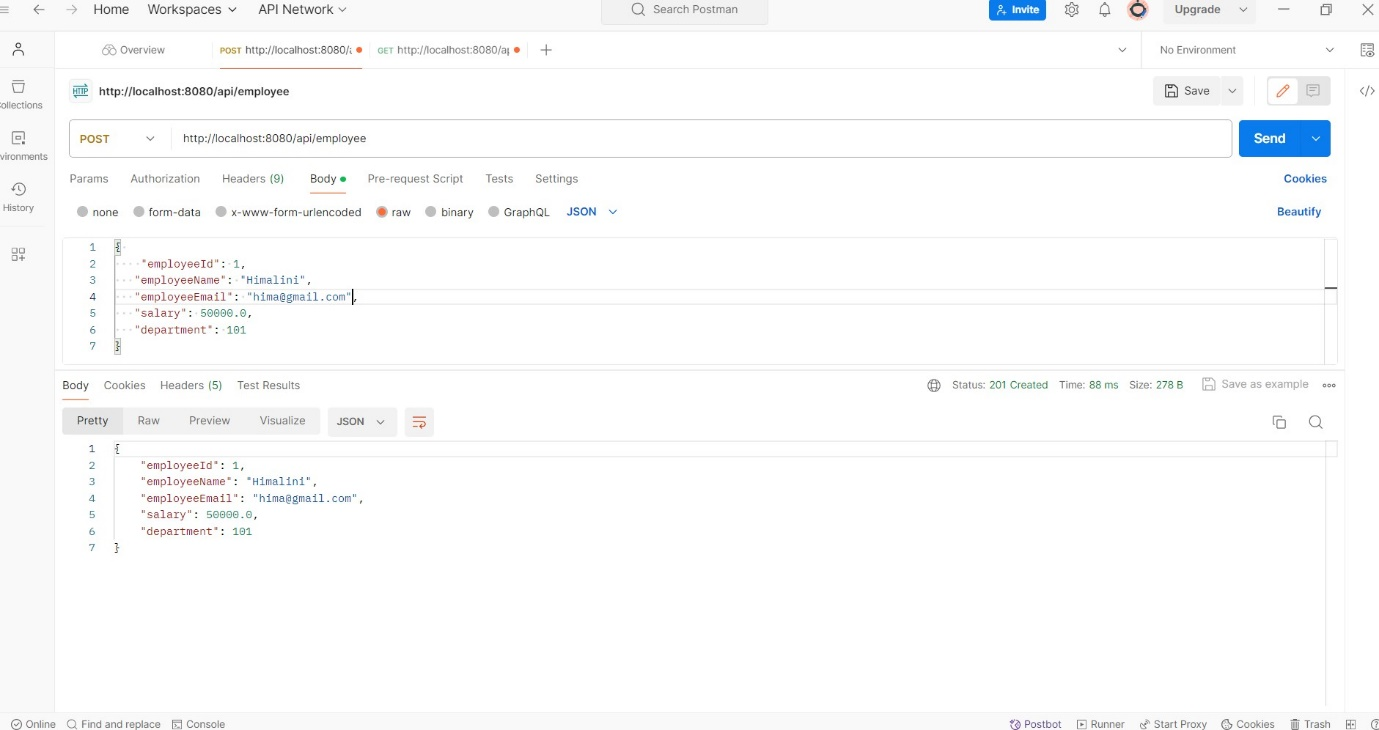 Home Workspaces API Network Search Postman Invite Upgrade
Overview POST http://localhost:8080/a GET http://localhost:8080/ap No Environment
HTTP http://localhost:8080/api/employee Save
POST http://localhost:8080/api/employee Send
Params Authorization Headers (9) Body Pre-request Script Tests Settings Cookies
none form-data x-www-form-urlencoded raw binary GraphQL JSON Beautify
1 {
2 "employeeId": 1,
3 "employeeName": "Himalini",
4 "employeeEmail": "hima@gmail.com",
5 "salary": 50000.0,
6 "department": 101
7 }
Body Cookies Headers (5) Test Results Status: 201 Created Time: 88 ms Size: 278 B Save as example
Pretty Raw Preview Visualize JSON
1 {
2 "employeeId": 1,
3 "employeeName": "Himalini",
4 "employeeEmail": "hima@gmail.com",
5 "salary": 50000.0,
6 "department": 101
7 }
ollections
vironments
History
Online Find and replace Console Postbot Runner Start Proxy Cookies Trash